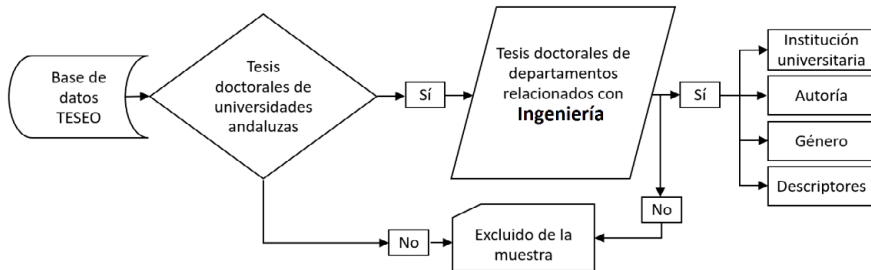 Base de
datos
TESEO
Tesis
doctorales de
universidades
andaluzas
Sí
Tesis
doctorales de
departamentos
relacionados con
Ingeniería
Sí
Institución
universitaria
Autoría
Género
Descriptores
No
No
Excluido de la
muestra